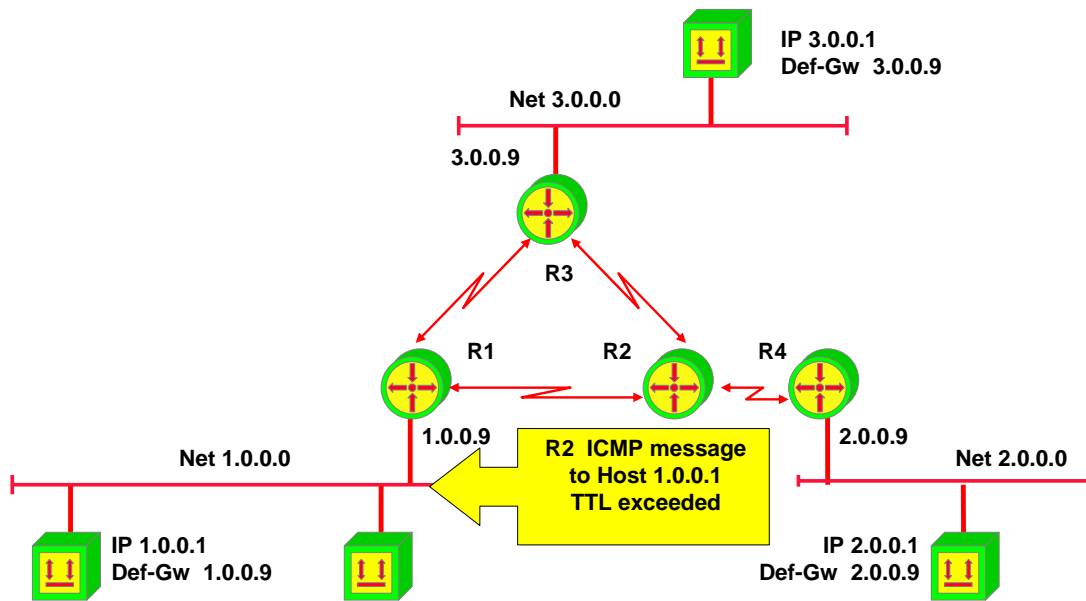 IP 3.0.0.1
Def-Gw 3.0.0.9
Net 3.0.0.0
3.0.0.9
R3
R1
R2
R4
1.0.0.9
2.0.0.9
Net 1.0.0.0
R2 ICMP message
to Host 1.0.0.1
TTL exceeded
Net 2.0.0.0
IP 1.0.0.1
Def-Gw 1.0.0.9
IP 2.0.0.1
Def-Gw 2.0.0.9